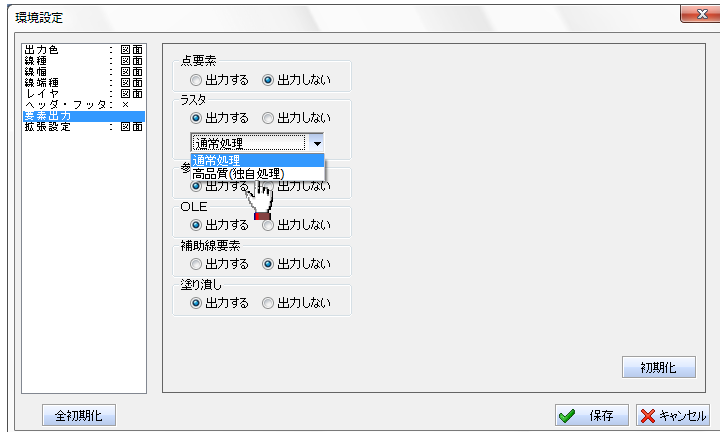 環境設定
出力色 : 図面
線種 : 図面
線幅 : 図面
線端種 : 図面
レイヤ : 図面
ヘッダ・フッタ: ×
要素出力
拡張設定 : 図面
点要素
出力する 出力しない
ラスタ
出力する 出力しない
通常処理
通常処理
高品質(独自処理)
参
出力する 出力しない
OLE
出力する 出力しない
補助線要素
出力する 出力しない
塗り潰し
出力する 出力しない
初期化
全初期化
保存
キャンセル